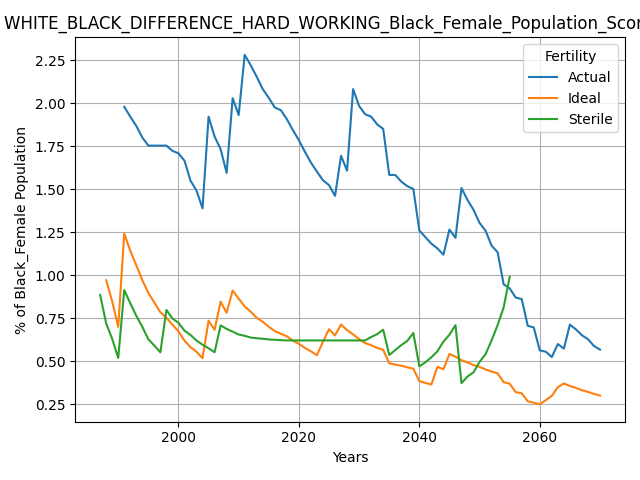 WHITE_BLACK_DIFFERENCE_HARD_WORKING_Black_Female_Population_Scor
Fertility
Actual
Ideal
Sterile
% of Black_Female Population
2.25
2.00
1.75
1.50
1.25
1.00
0.75
0.50
0.25
2000 2020 2040 2060
Years